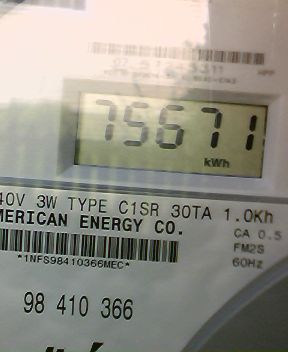 75671
kWh
40V 3W TYPE C1SR 30TA 1.0Kh
MERICAN ENERGY CO.
CA 0.5
FM2S
60Hz
*1NFS98410366MEC*
98 410 366